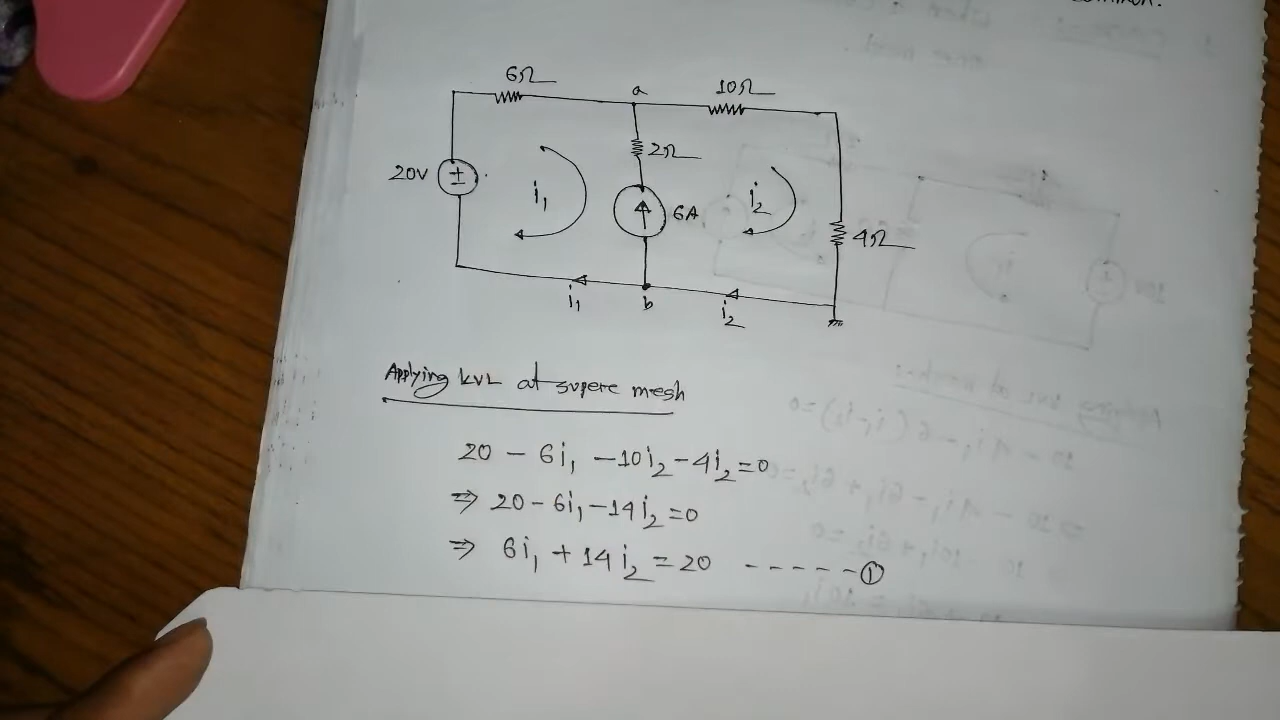 6Ω
a
10Ω
2Ω
20V
±
i₁
6A
i₂
4Ω
i₁
b
i₂
Applying KVL at supere mesh
20 - 6i₁ - 10i₂ - 4i₂ = 0
⇒ 20 - 6i₁ - 14i₂ = 0
⇒ 6i₁ + 14i₂ = 20 ------ ①